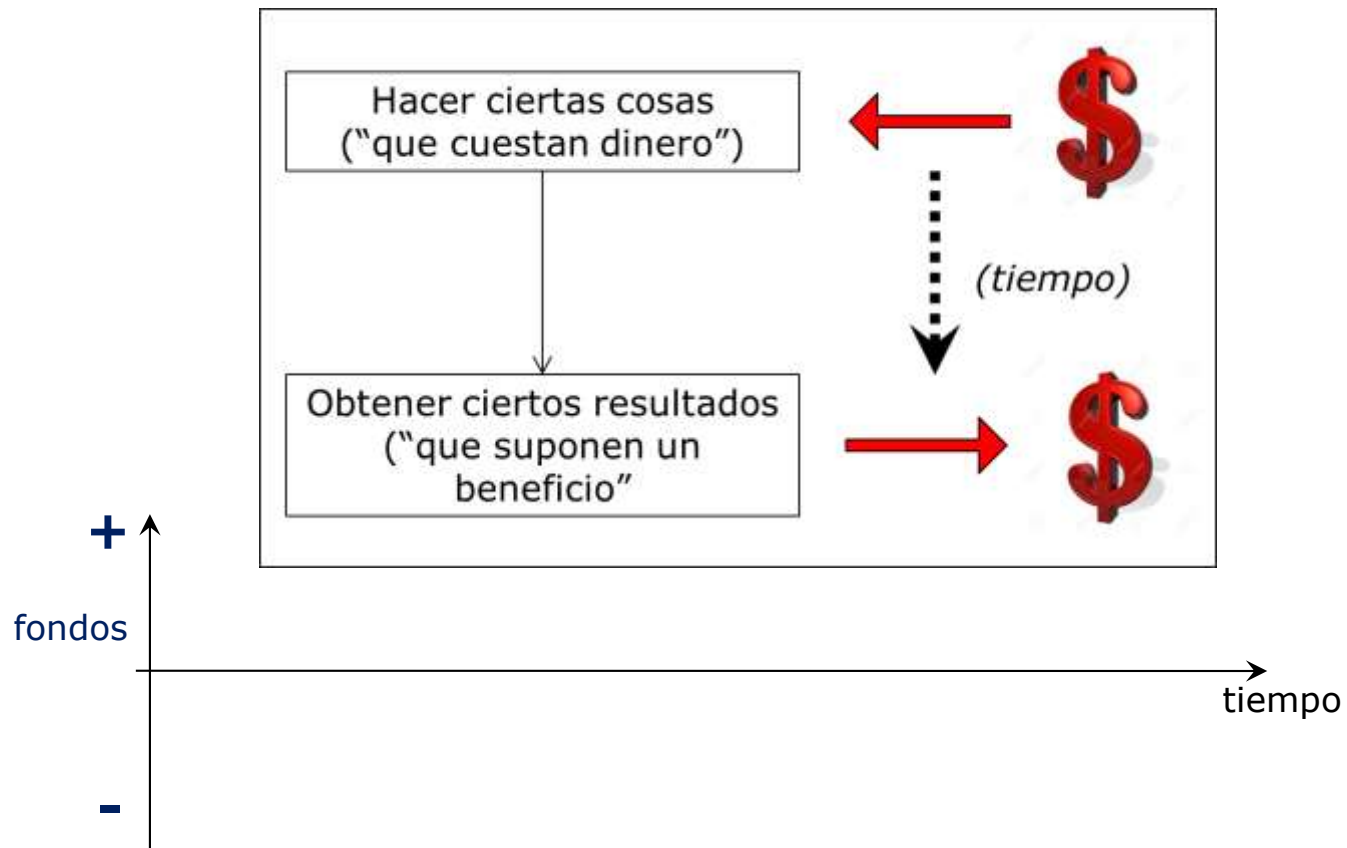 Hacer ciertas cosas
(“que cuestan dinero”)
$
(tiempo)
Obtener ciertos resultados
(“que suponen un
beneficio”
$
+
fondos
tiempo
-